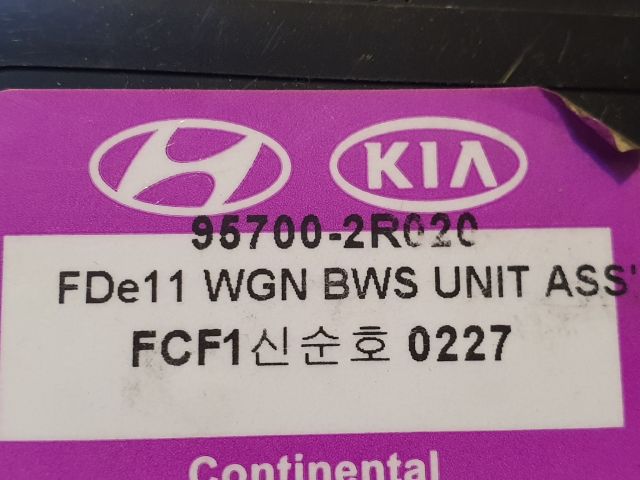 KIA
95700-2R020
FDe11 WGN BWS UNIT ASS'
FCF1신순호 0227
Continental